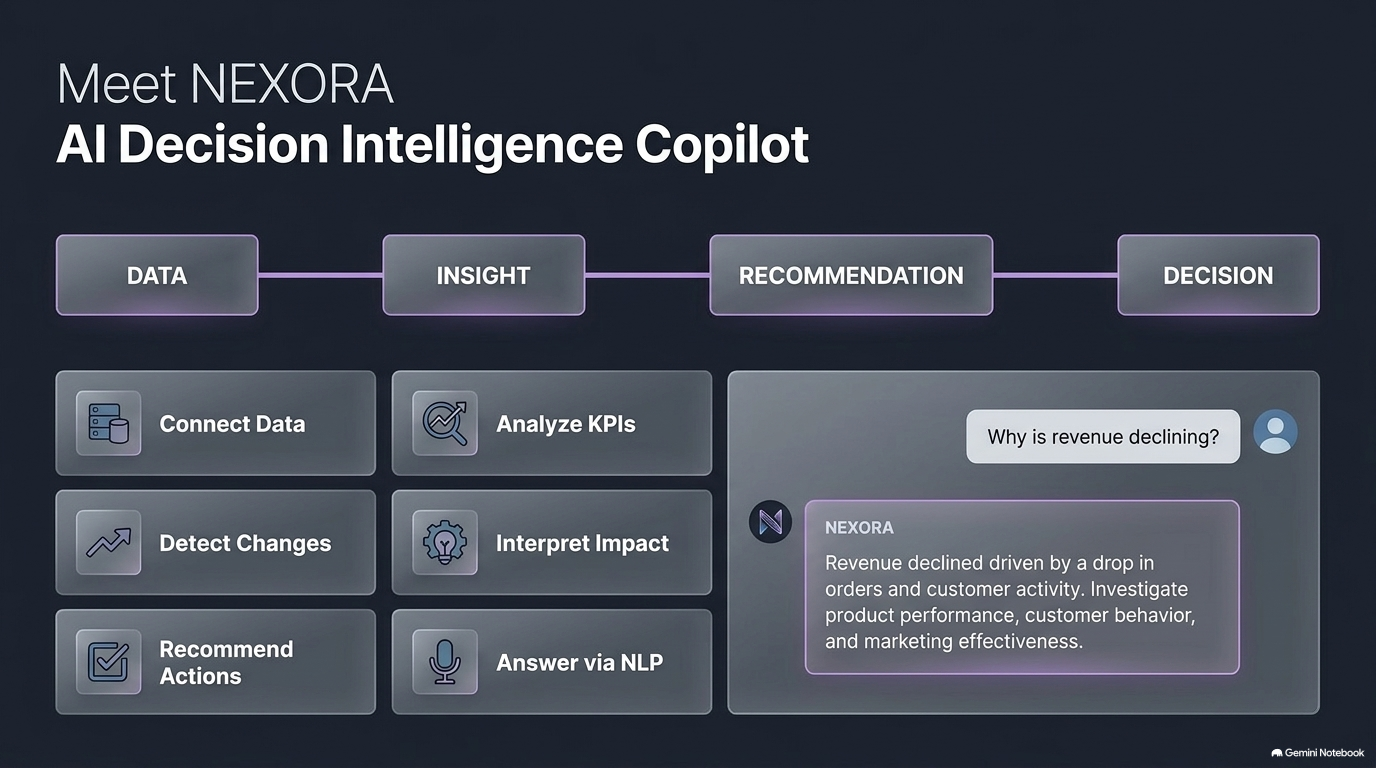 Meet NEXORA
AI Decision Intelligence Copilot
DATA
INSIGHT
RECOMMENDATION
DECISION
Connect Data
Analyze KPIs
Detect Changes
Interpret Impact
Recommend
Actions
Answer via NLP
Why is revenue declining?
NEXORA
Revenue declined driven by a drop in
orders and customer activity. Investigate
product performance, customer behavior,
and marketing effectiveness.
Gemini Notebook